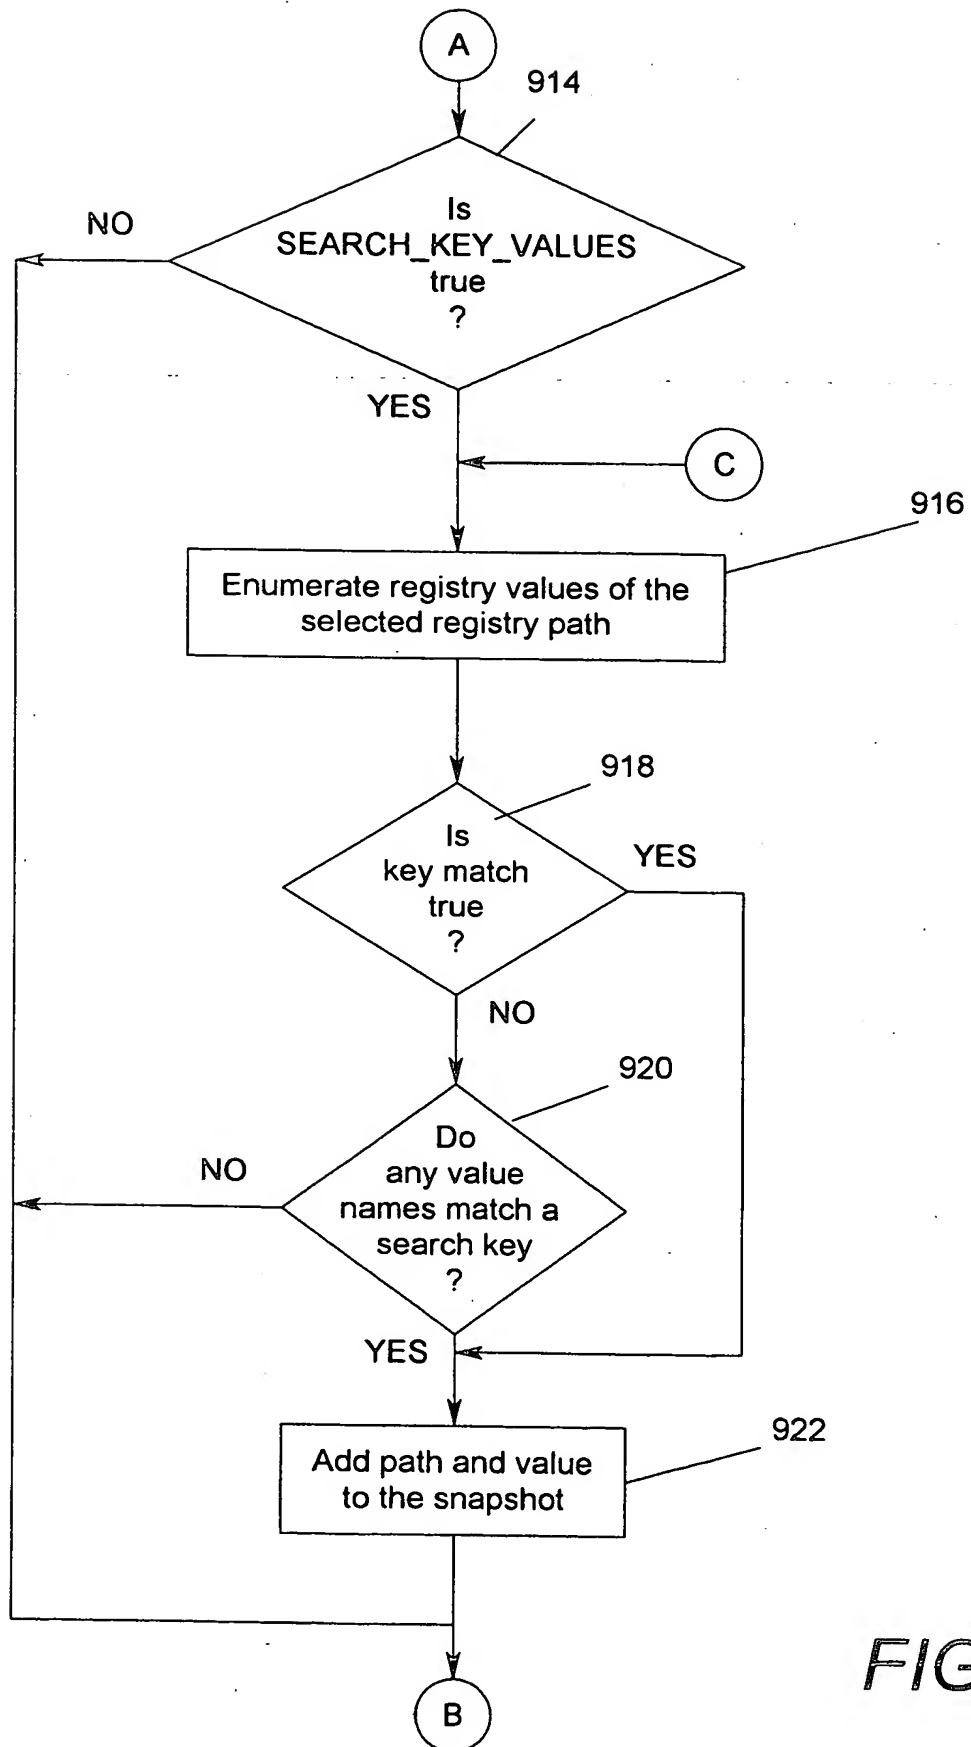 A
914
Is
SEARCH_KEY_VALUES
true
?
NO
YES
C
916
Enumerate registry values of the
selected registry path
918
Is
key match
true
?
YES
NO
920
Do
any value
names match a
search key
?
NO
YES
922
Add path and value
to the snapshot
B
FIG